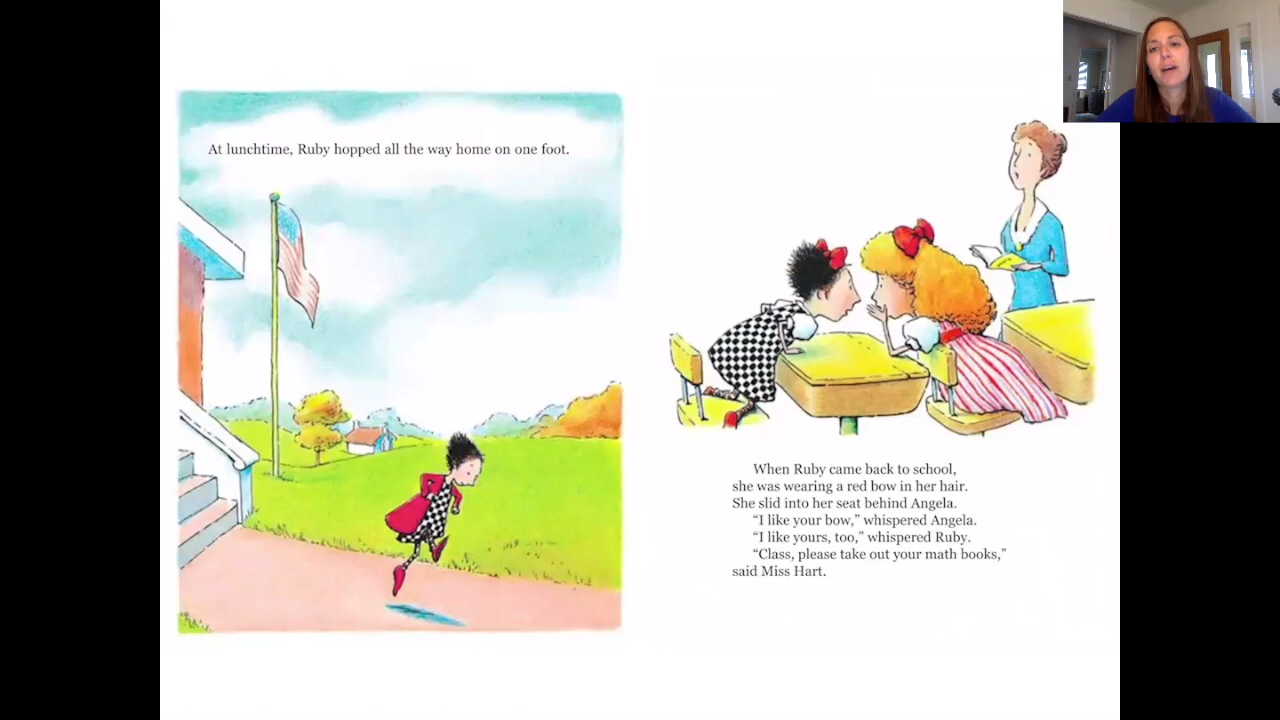 At lunchtime, Ruby hopped all the way home on one foot.
When Ruby came back to school,
she was wearing a red bow in her hair.
She slid into her seat behind Angela.
“I like your bow,” whispered Angela.
“I like yours, too,” whispered Ruby.
“Class, please take out your math books,”
said Miss Hart.